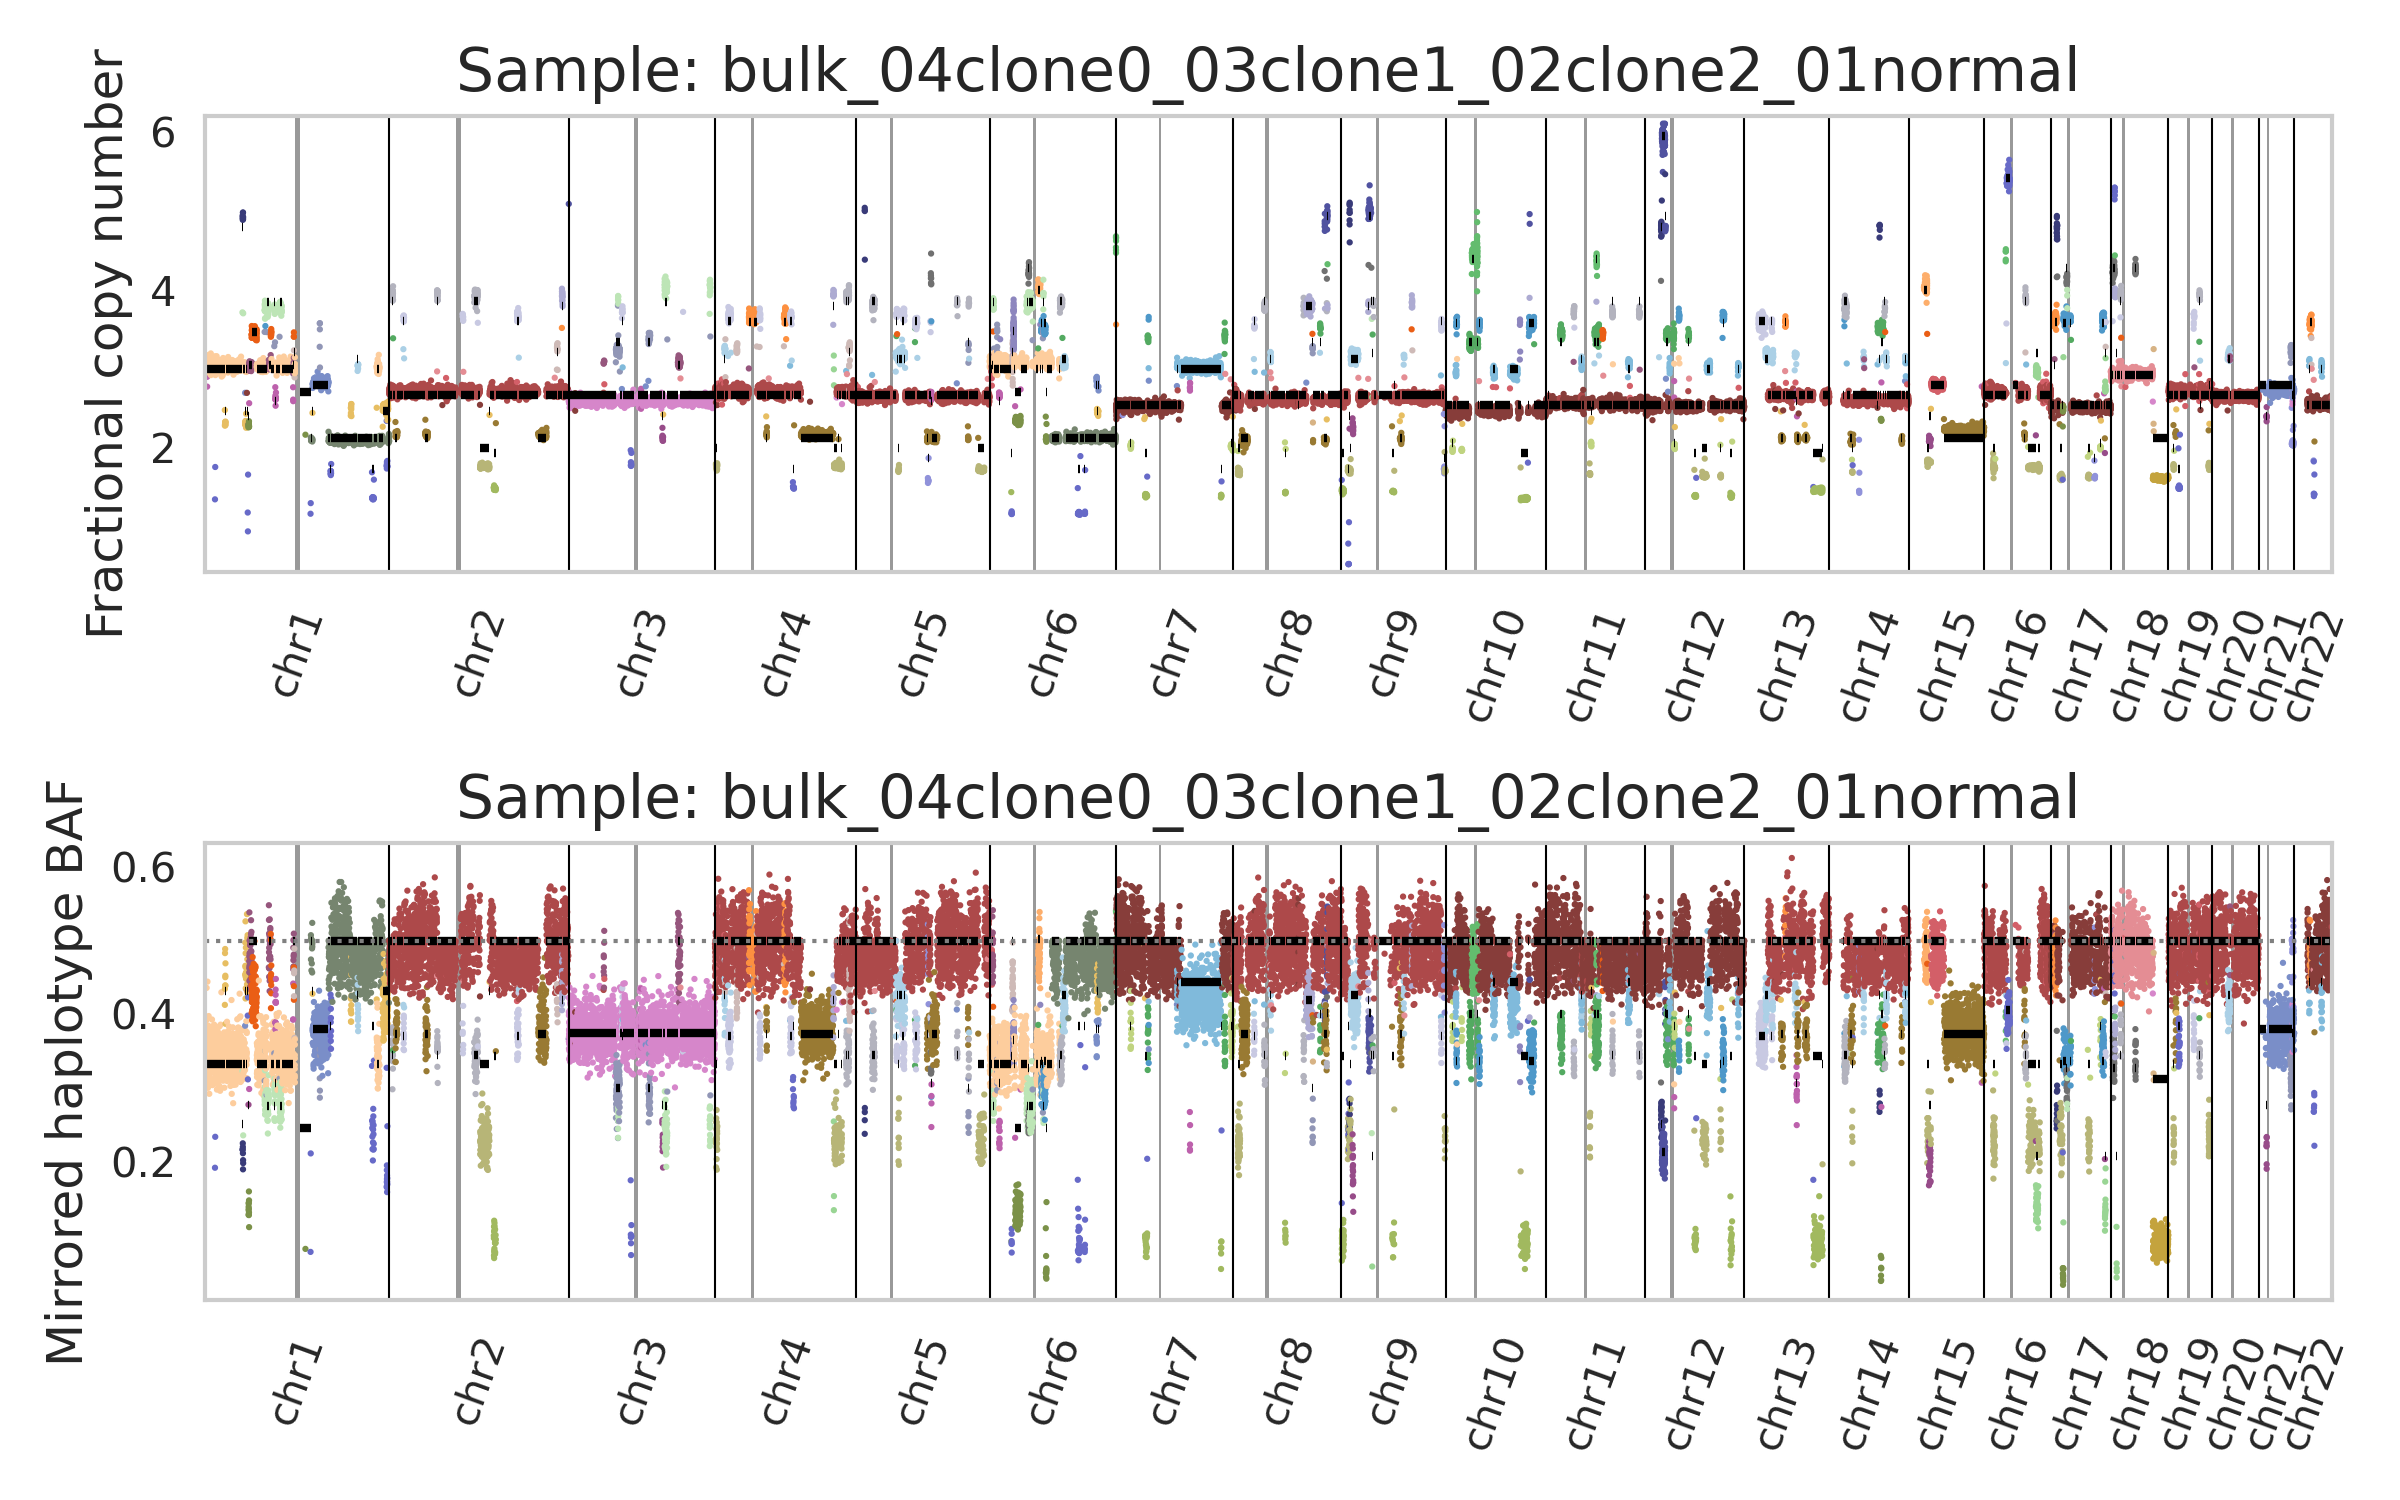 Sample: bulk_04clone0_03clone1_02clone2_01normal
Fractional copy number
6
4
2
chr1 chr2 chr3 chr4 chr5 chr6 chr7 chr8 chr9 chr10 chr11 chr12 chr13 chr14 chr15 chr16 chr17 chr18 chr19 chr20 chr21 chr22
Sample: bulk_04clone0_03clone1_02clone2_01normal
Mirrored haplotype BAF
0.6
0.4
0.2
chr1 chr2 chr3 chr4 chr5 chr6 chr7 chr8 chr9 chr10 chr11 chr12 chr13 chr14 chr15 chr16 chr17 chr18 chr19 chr20 chr21 chr22